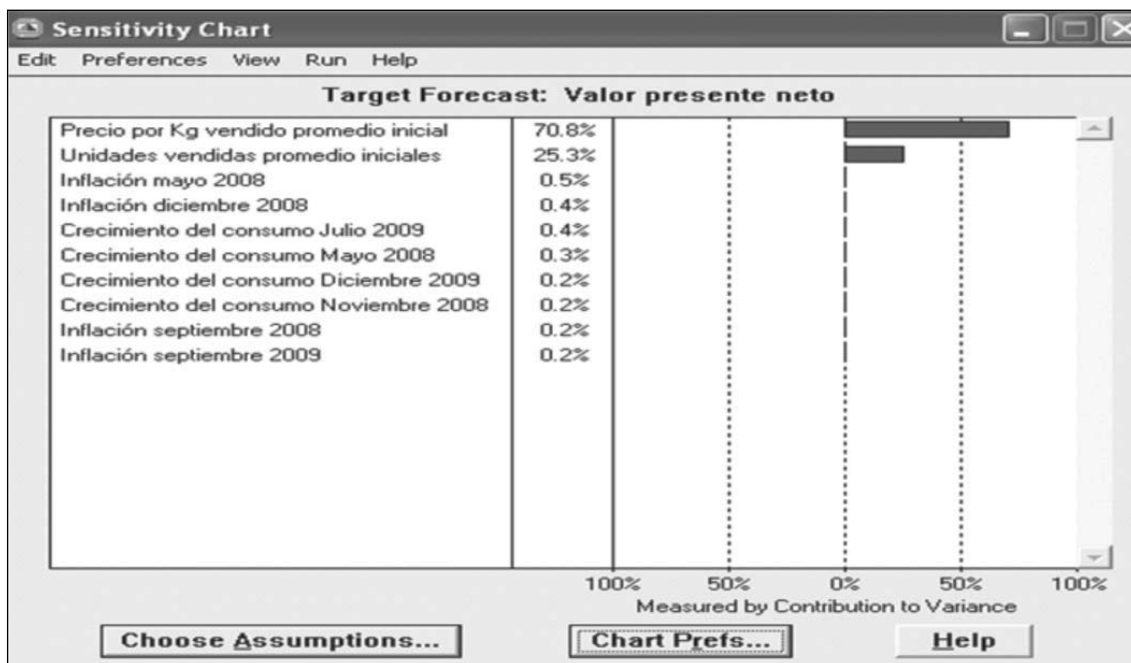 Sensitivity Chart
Edit Preferences View Run Help
Target Forecast: Valor presente neto
Precio por Kg vendido promedio inicial 70.8%
Unidades vendidas promedio iniciales 25.3%
Inflación mayo 2008 0.5%
Inflación diciembre 2008 0.4%
Crecimiento del consumo Julio 2009 0.4%
Crecimiento del consumo Mayo 2008 0.3%
Crecimiento del consumo Diciembre 2009 0.2%
Crecimiento del consumo Noviembre 2008 0.2%
Inflación septiembre 2008 0.2%
Inflación septiembre 2009 0.2%
100% 50% 0% 50% 100%
Measured by Contribution to Variance
Choose Assumptions... Chart Prefs... Help